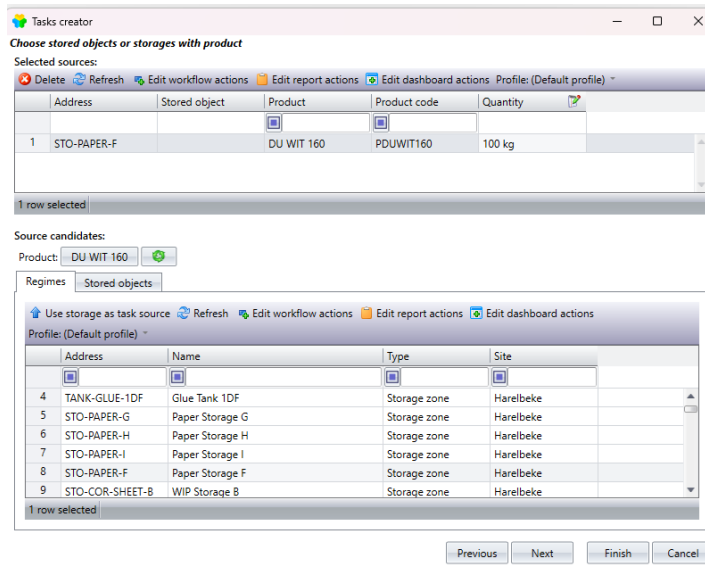 Tasks creator
Choose stored objects or storages with product
Selected sources:
Delete Refresh Edit workflow actions Edit report actions Edit dashboard actions Profile: (Default profile)
Address Stored object Product Product code Quantity
1 STO-PAPER-F DU WIT 160 PDUWIT160 100 kg
1 row selected
Source candidates:
Product: DU WIT 160
Regimes Stored objects
Use storage as task source Refresh Edit workflow actions Edit report actions Edit dashboard actions
Profile: (Default profile)
Address Name Type Site
4 TANK-GLUE-1DF Glue Tank 1DF Storage zone Harelbeke
5 STO-PAPER-G Paper Storage G Storage zone Harelbeke
6 STO-PAPER-H Paper Storage H Storage zone Harelbeke
7 STO-PAPER-I Paper Storage I Storage zone Harelbeke
8 STO-PAPER-F Paper Storage F Storage zone Harelbeke
9 STO-COR-SHEET-B WIP Storage B Storage zone Harelbeke
1 row selected
Previous Next Finish Cancel